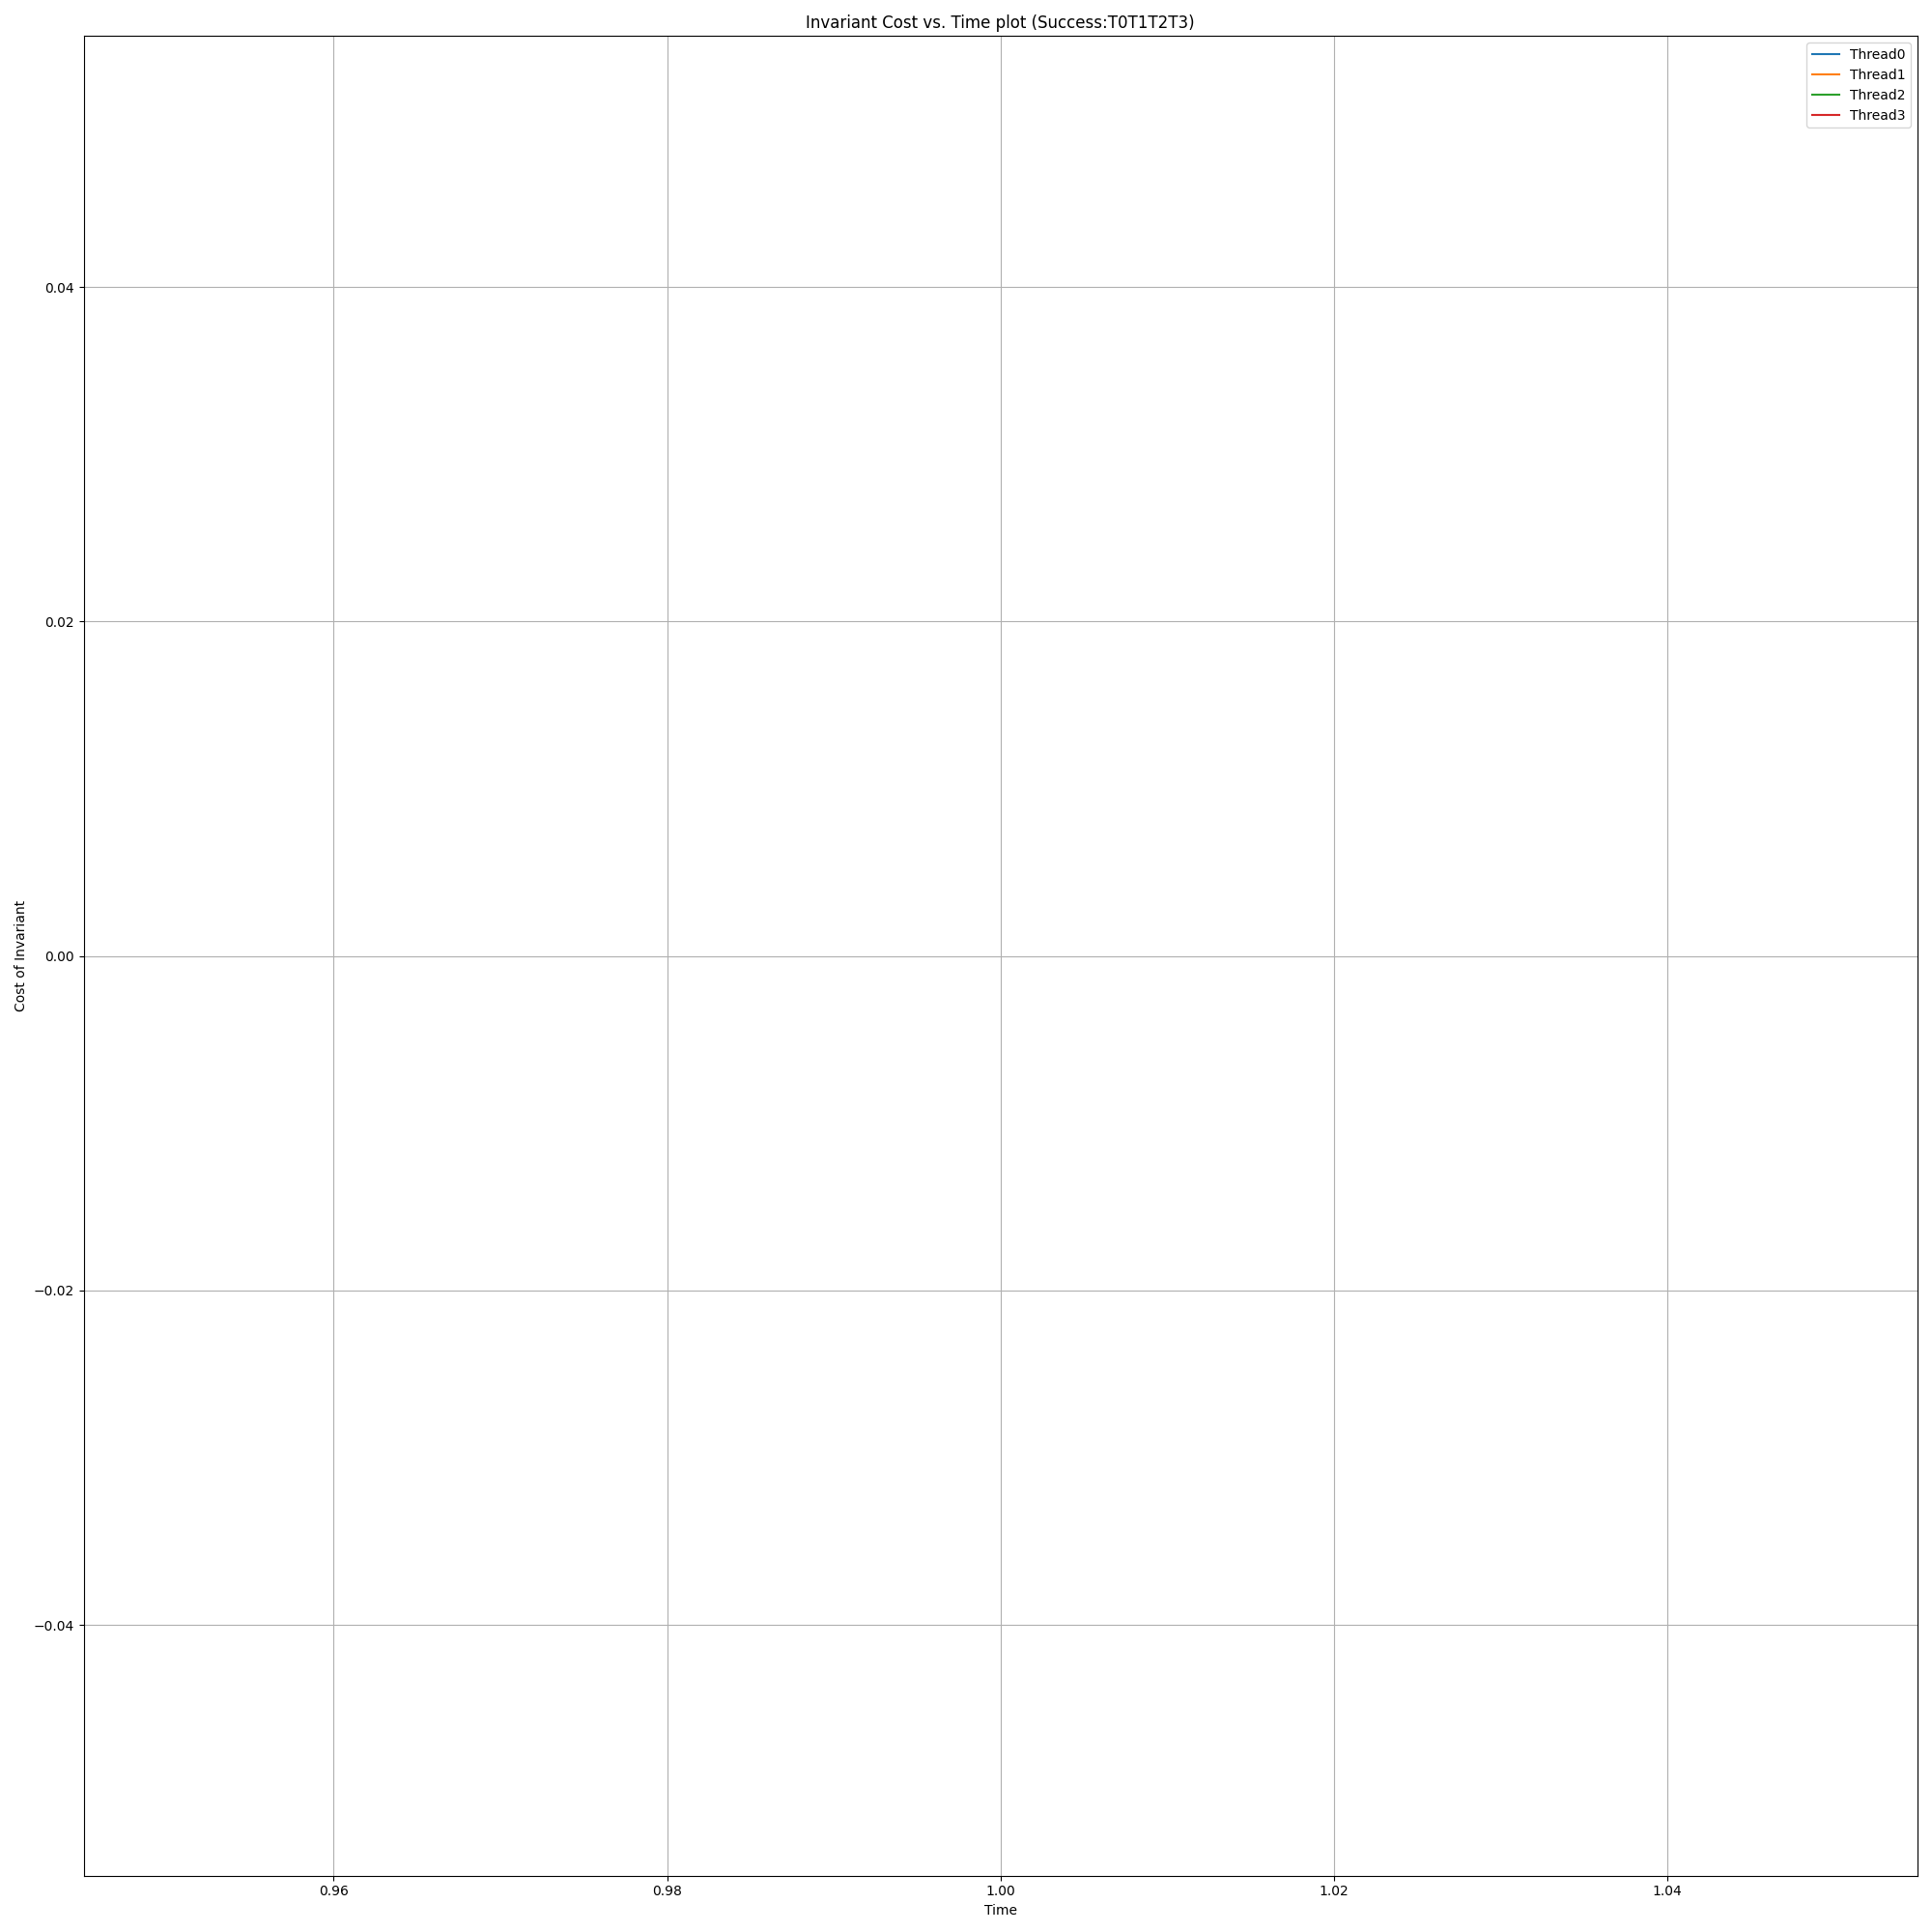 Invariant Cost vs. Time plot (Success:T0T1T2T3)
Thread0
Thread1
Thread2
Thread3
0.04
0.02
0.00
−0.02
−0.04
Cost of Invariant
0.96 0.98 1.00 1.02 1.04
Time